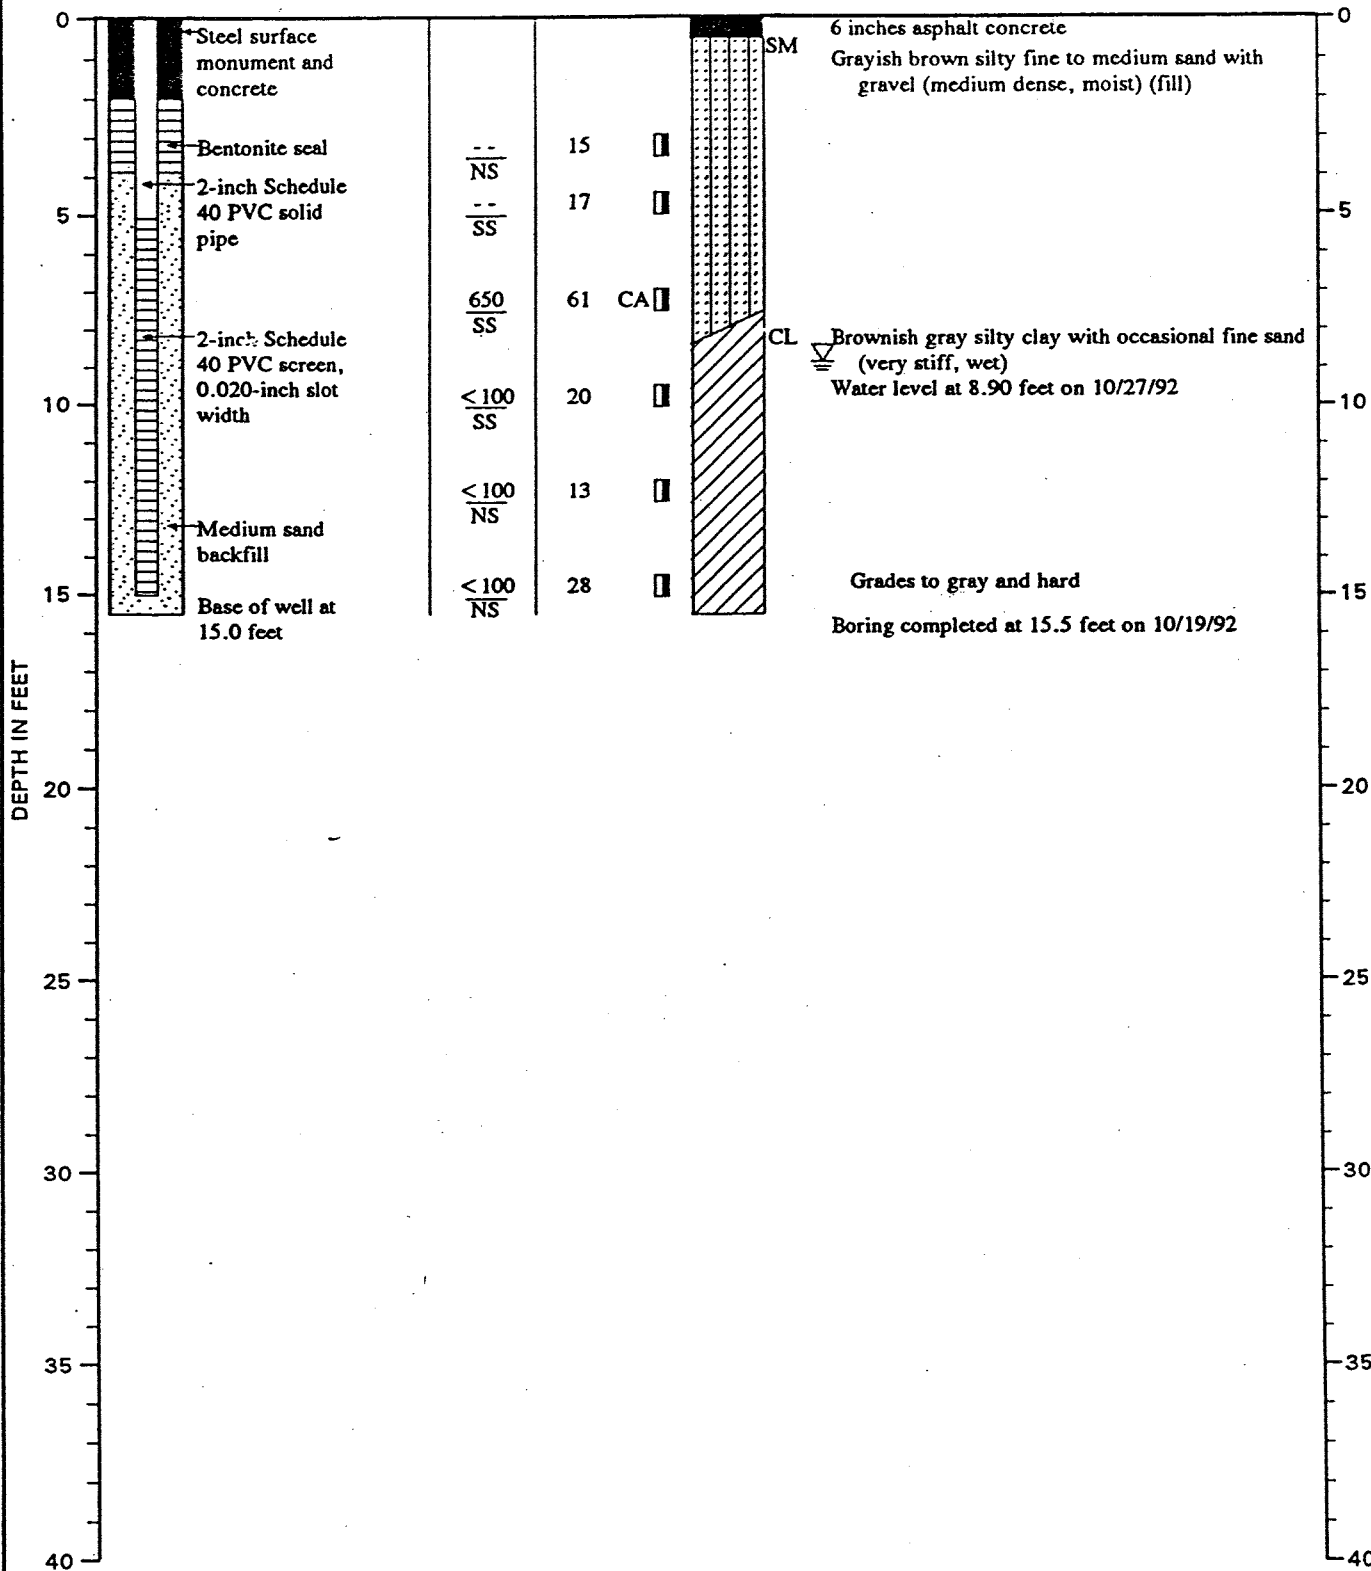 0
Steel surface
monument and
concrete
Bentonite seal
2-inch Schedule
40 PVC solid
pipe
2-inch Schedule
40 PVC screen,
0.020-inch slot
width
Medium sand
backfill
Base of well at
15.0 feet
5
10
15
20
25
30
35
40
DEPTH IN FEET
- -
NS
- -
SS
650
SS
<100
SS
<100
NS
<100
NS
15
17
61 CA
20
13
28
SM
CL
6 inches asphalt concrete
Grayish brown silty fine to medium sand with
gravel (medium dense, moist) (fill)
Brownish gray silty clay with occasional fine sand
(very stiff, wet)
Water level at 8.90 feet on 10/27/92
Grades to gray and hard
Boring completed at 15.5 feet on 10/19/92
0
5
10
15
20
25
30
35
40